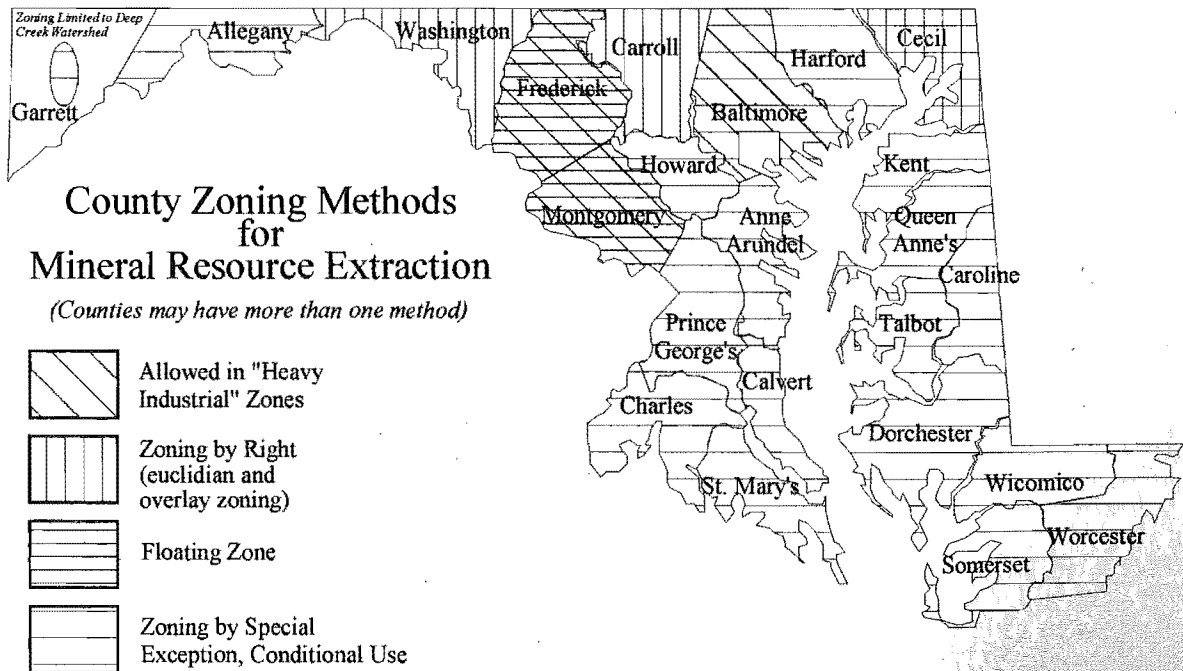 Zoning Limited to Deep
Creek Watershed
Garrett
Allegany
Washington
Frederick
Carroll
Baltimore
Harford
Cecil
Howard
Montgomery
Kent
Anne
Arundel
Queen
Anne's
Caroline
Prince
George's
Talbot
Calvert
Charles
Dorchester
St. Mary's
Wicomico
Worcester
Somerset
County Zoning Methods
for
Mineral Resource Extraction
(Counties may have more than one method)
Allowed in "Heavy
Industrial" Zones
Zoning by Right
(euclidian and
overlay zoning)
Floating Zone
Zoning by Special
Exception, Conditional Use